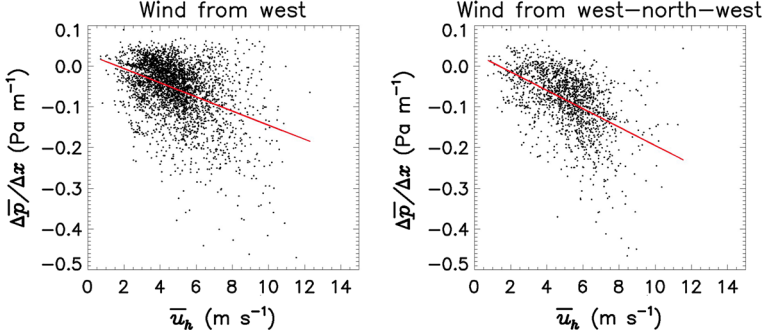 Wind from west
0.1
0.0
−0.1
−0.2
−0.3
−0.4
−0.5
Δp̅/Δx (Pa m⁻¹)
0 2 4 6 8 10 12 14
u̅ₕ (m s⁻¹)
Wind from west−north−west
0.1
0.0
−0.1
−0.2
−0.3
−0.4
−0.5
Δp̅/Δx (Pa m⁻¹)
0 2 4 6 8 10 12 14
u̅ₕ (m s⁻¹)